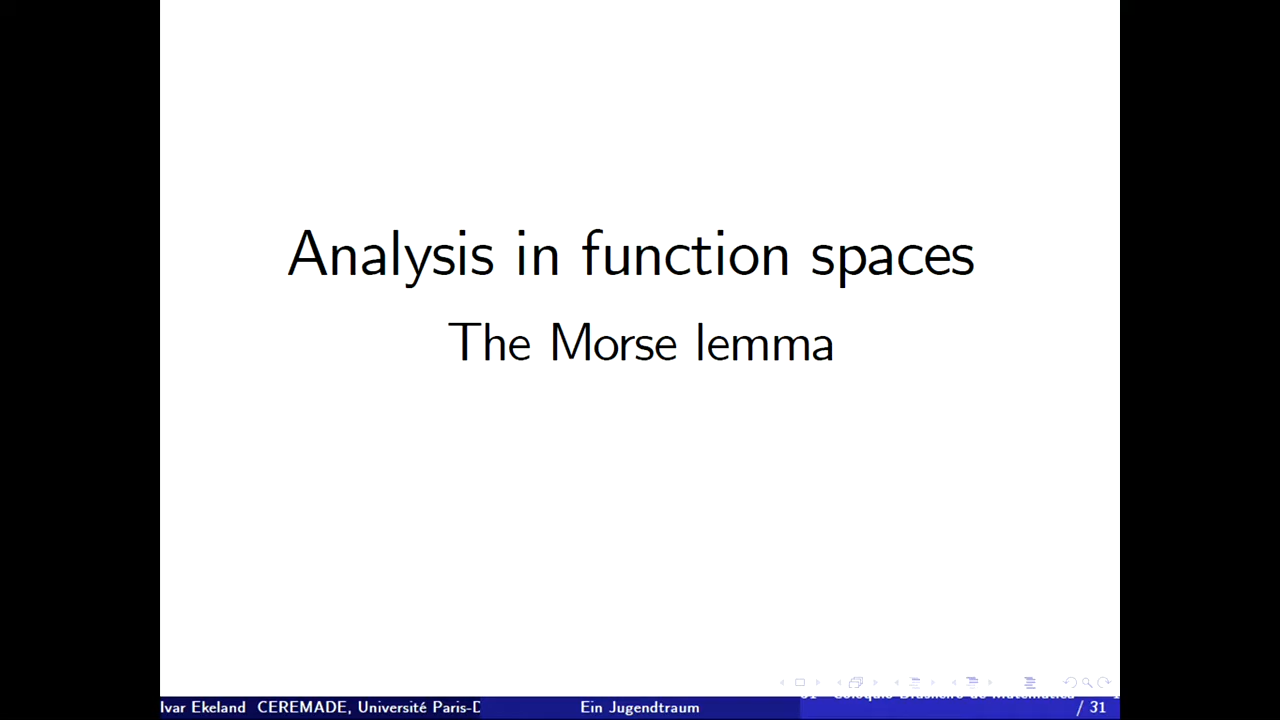 Analysis in function spaces
The Morse lemma
Ivar Ekeland CEREMADE, Université Paris-D
Ein Jugendtraum
/ 31